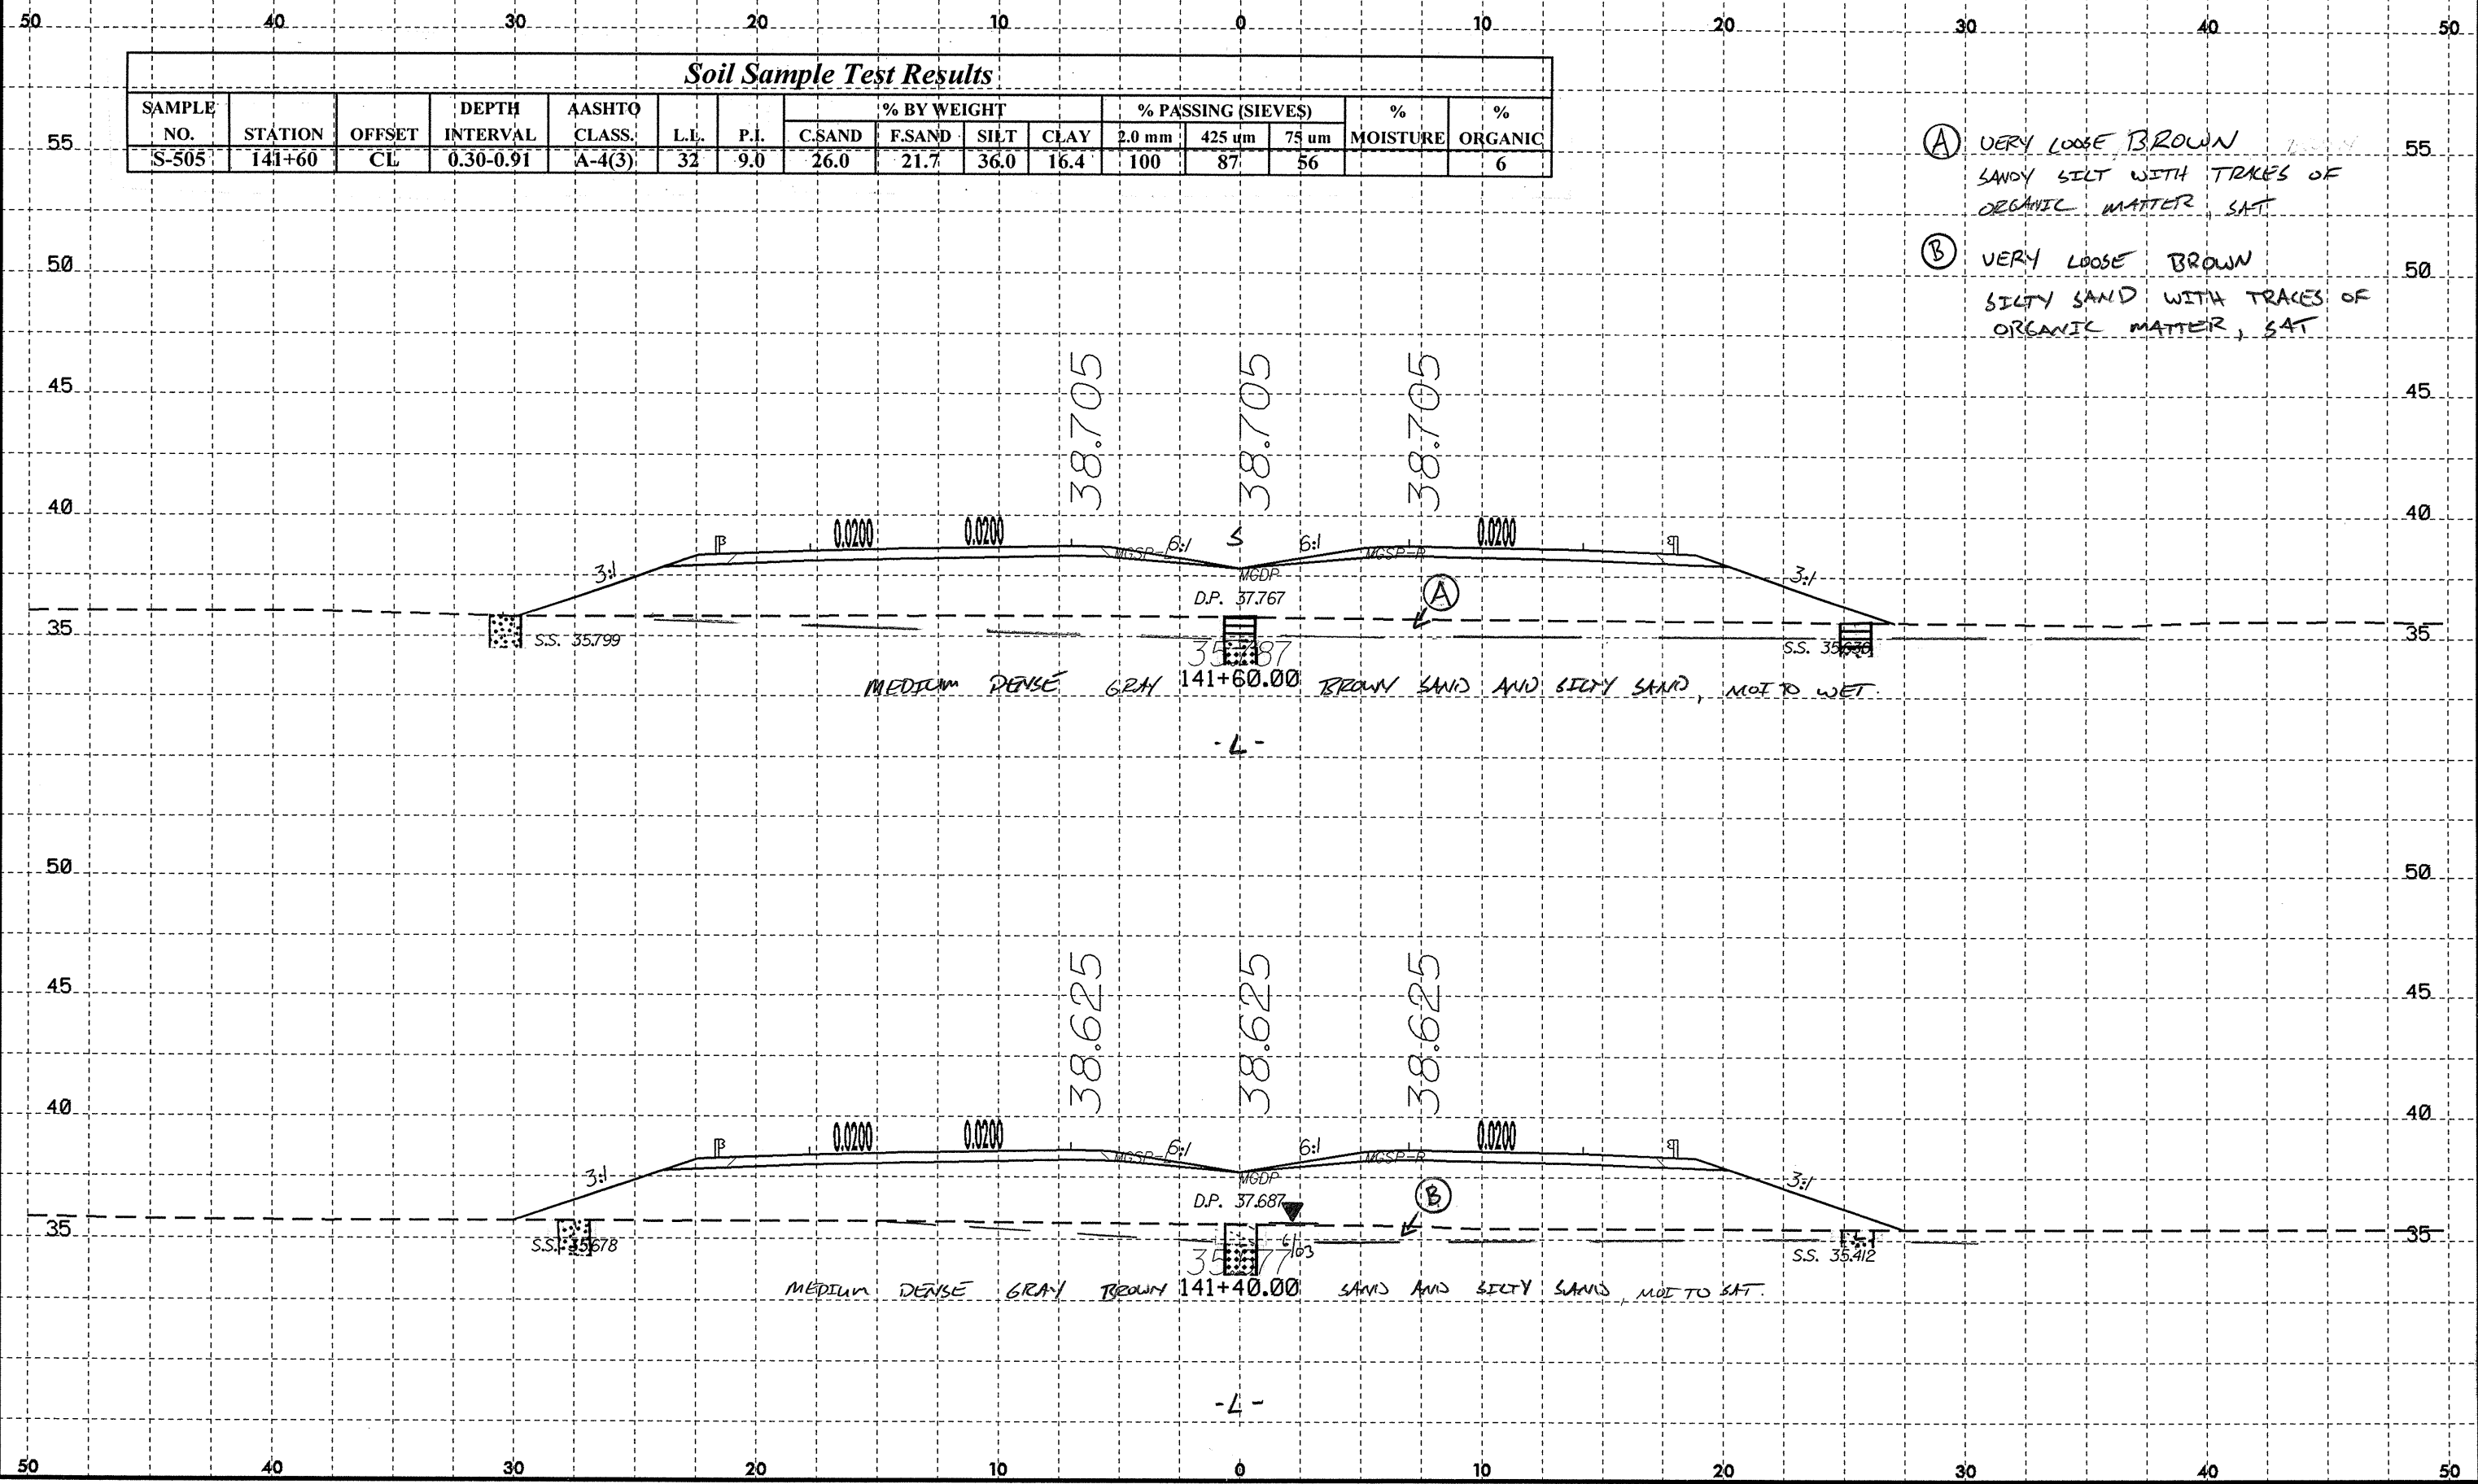 50 40 30 20 10 0 10 20 30 40 50
Soil Sample Test Results
SAMPLE NO. STATION OFFSET DEPTH INTERVAL AASHTO CLASS. L.L. P.I. % BY WEIGHT C.SAND F.SAND SILT CLAY % PASSING (SIEVES) 2.0 mm 425 um 75 um % MOISTURE % ORGANIC
S-505 141+60 CL 0.30-0.91 A-4(3) 32 9.0 26.0 21.7 36.0 16.4 100 87 56 6
55 55
A VERY LOOSE BROWN
SANDY SILT WITH TRACES OF
ORGANIC MATTER, SAT
50 50
B VERY LOOSE BROWN
SILTY SAND WITH TRACES OF
ORGANIC MATTER, SAT
45 45
38.705 38.705 38.705
40 40
0.0200 0.0200 6:1 S 6:1 0.0200
MGSP-L MGSP-R
3:1 MGDP 3:1
D.P. 37.767 A
35 35
S.S. 35.799 S.S.
MEDIUM DENSE GRAY 141+60.00 BROWN SAND AND SILTY SAND, MOI TO WET.
-L-
50 50
45 45
38.625 38.625 38.625
40 40
0.0200 0.0200 6:1 6:1 0.0200
MGSP-L MGSP-R
3:1 MGDP 3:1
D.P. 37.687 B
35 35
S.S. 35.678 S.S. 35.412
MEDIUM DENSE GRAY BROWN 141+40.00 SAND AND SILTY SAND, MOI TO SAT.
-L-
50 40 30 20 10 0 10 20 30 40 50